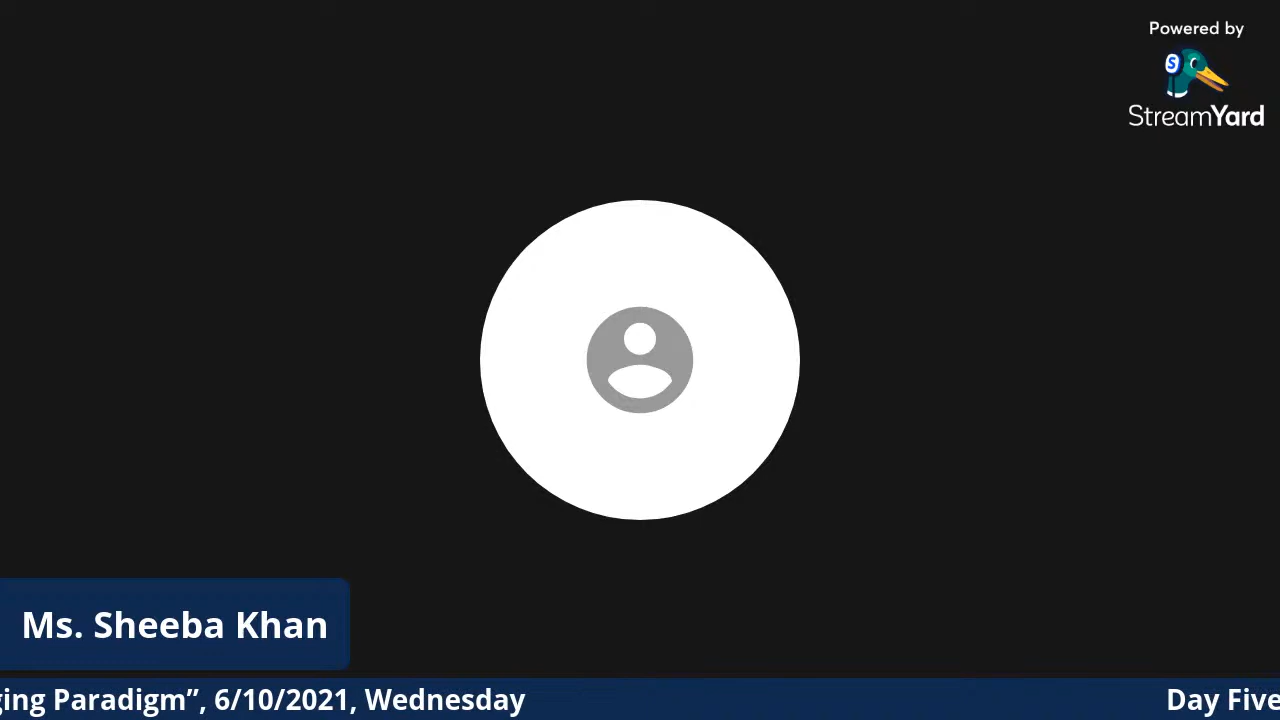 Powered by
S
StreamYard
Ms. Sheeba Khan
ging Paradigm”, 6/10/2021, Wednesday
Day Five